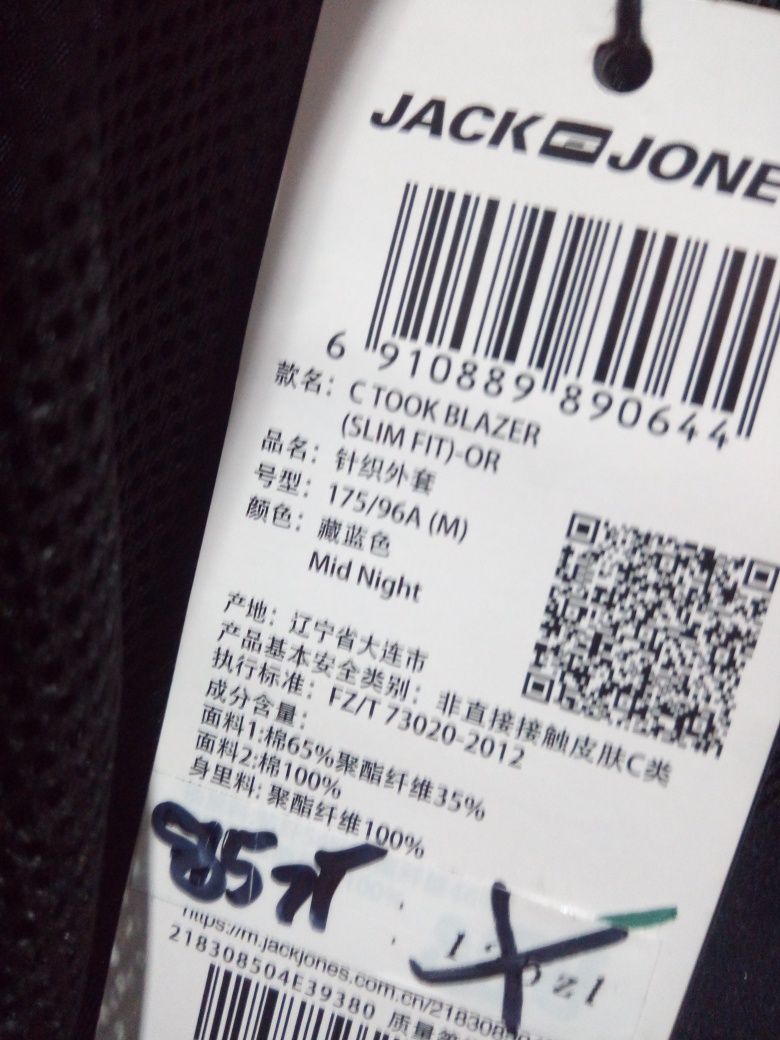 JACK JONE
6 910889 890644
款名: C TOOK BLAZER
(SLIM FIT)-OR
品名: 针织外套
号型: 175/96A (M)
颜色: 藏蓝色
Mid Night
产地: 辽宁省大连市
产品基本安全类别: 非直接接触皮肤C类
执行标准: FZ/T 73020-2012
成分含量:
面料1:棉65%聚酯纤维35%
面料2:棉100%
身里料: 聚酯纤维100%
85zł
https://m.jackjones.com.cn/218308504
218308504E39380 质量等